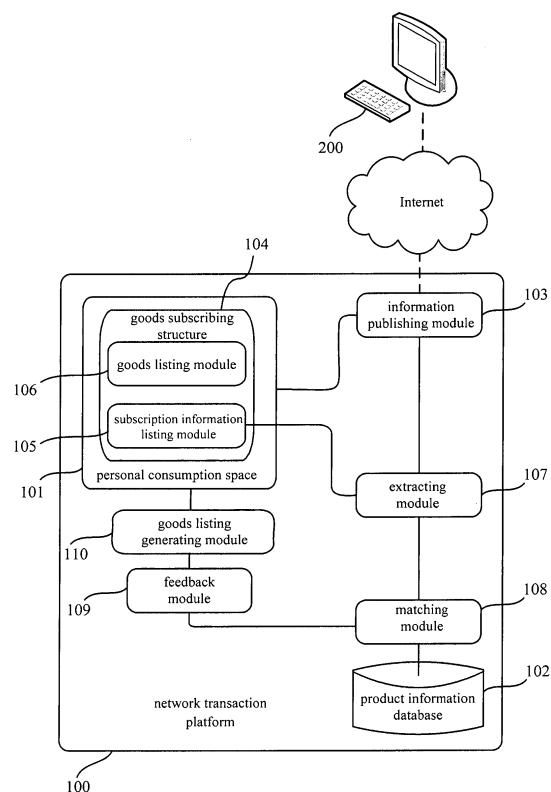 200
Internet
104
103
goods subscribing
structure
information
publishing module
goods listing module
106
subscription information
listing module
105
personal consumption space
101
extracting
module
107
goods listing
generating module
110
feedback
module
109
matching
module
108
102
product information
database
network transaction
platform
100